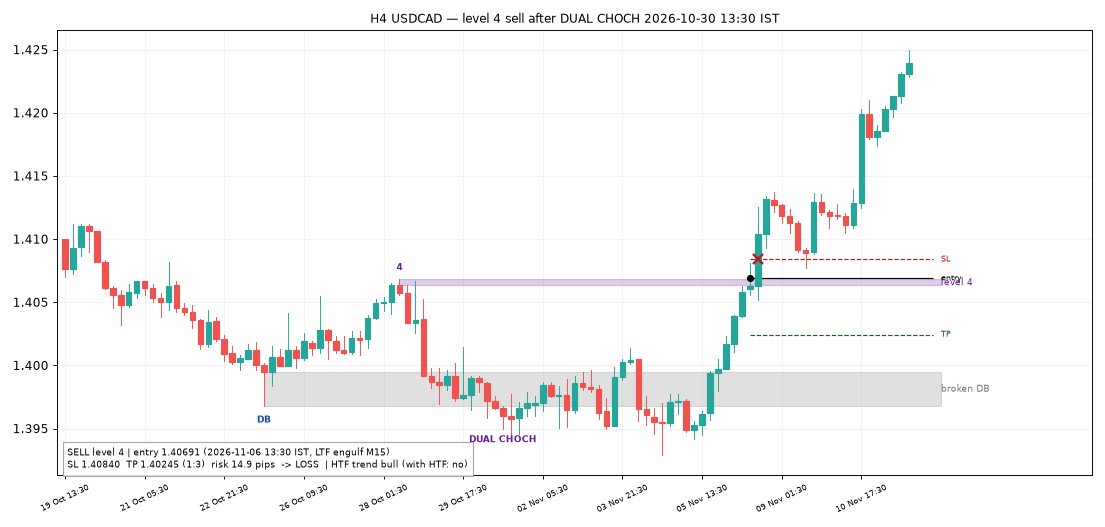 H4 USDCAD — level 4 sell after DUAL CHOCH 2026-10-30 13:30 IST
1.425
1.420
1.415
1.410
1.405
1.400
1.395
4
SL
entry
level 4
TP
broken DB
DB
DUAL CHOCH
SELL level 4 | entry 1.40691 (2026-11-06 13:30 IST, LTF engulf M15)
SL 1.40840  TP 1.40245 (1:3)  risk 14.9 pips  -> LOSS  | HTF trend bull (with HTF: no)
19 Oct 13:30
21 Oct 05:30
22 Oct 21:30
26 Oct 09:30
28 Oct 01:30
29 Oct 17:30
02 Nov 05:30
03 Nov 21:30
05 Nov 13:30
09 Nov 01:30
10 Nov 17:30